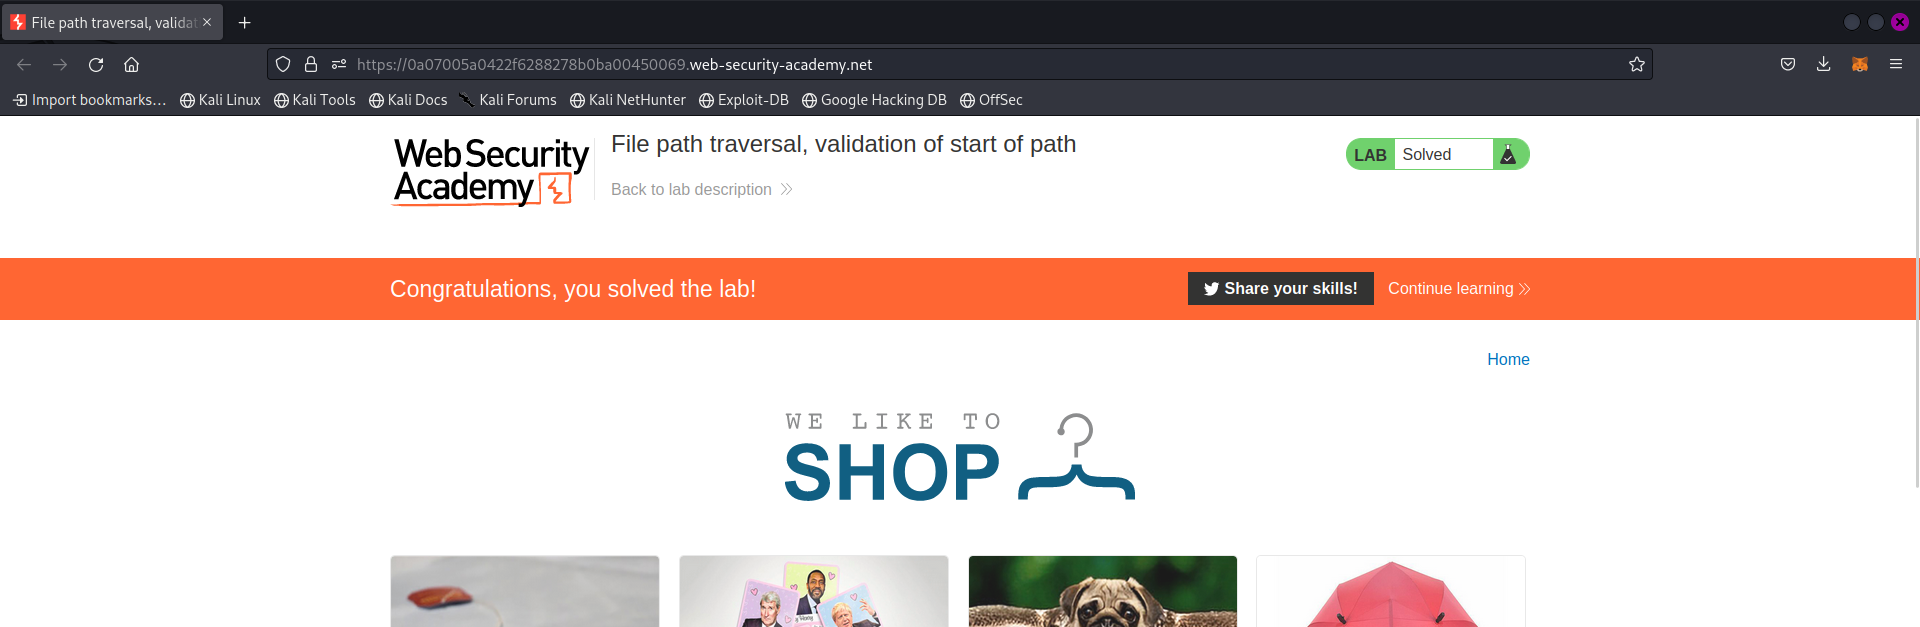 File path traversal, valida
https://0a07005a0422f6288278b0ba00450069.web-security-academy.net
Import bookmarks...
Kali Linux
Kali Tools
Kali Docs
Kali Forums
Kali NetHunter
Exploit-DB
Google Hacking DB
OffSec
Web Security
Academy
File path traversal, validation of start of path
Back to lab description
LAB
Solved
Congratulations, you solved the lab!
Share your skills!
Continue learning
Home
WE LIKE TO
SHOP